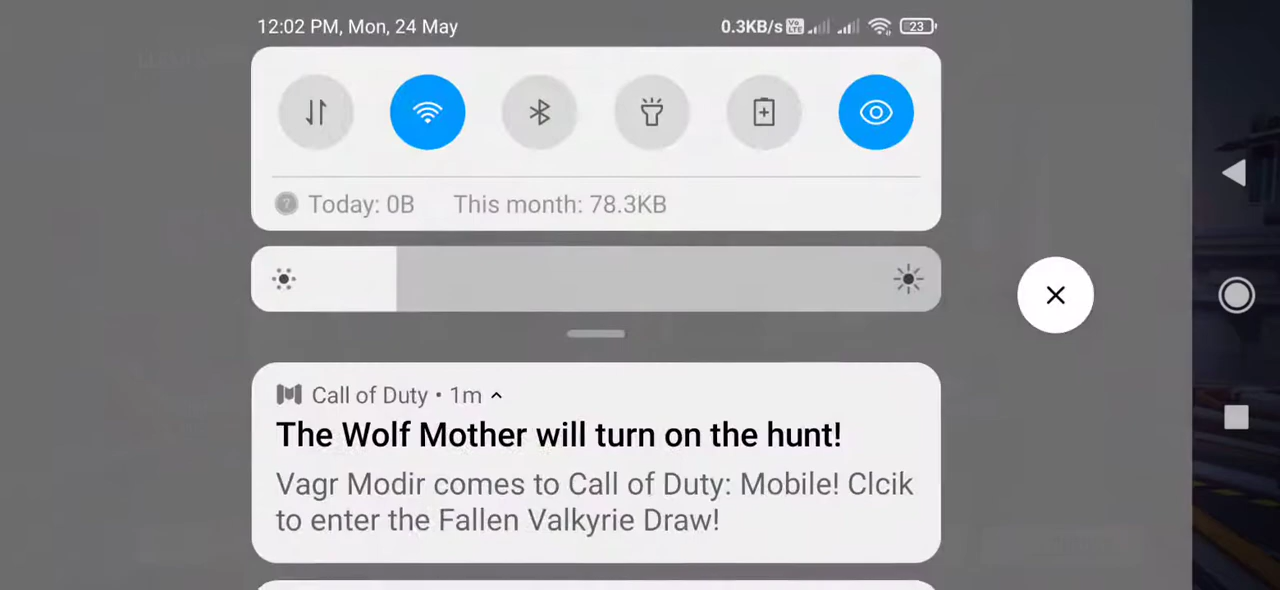 12:02 PM, Mon, 24 May 0.3KB/s Vo LTE 23
Today: 0B This month: 78.3KB
Call of Duty • 1m
The Wolf Mother will turn on the hunt!
Vagr Modir comes to Call of Duty: Mobile! Clcik
to enter the Fallen Valkyrie Draw!